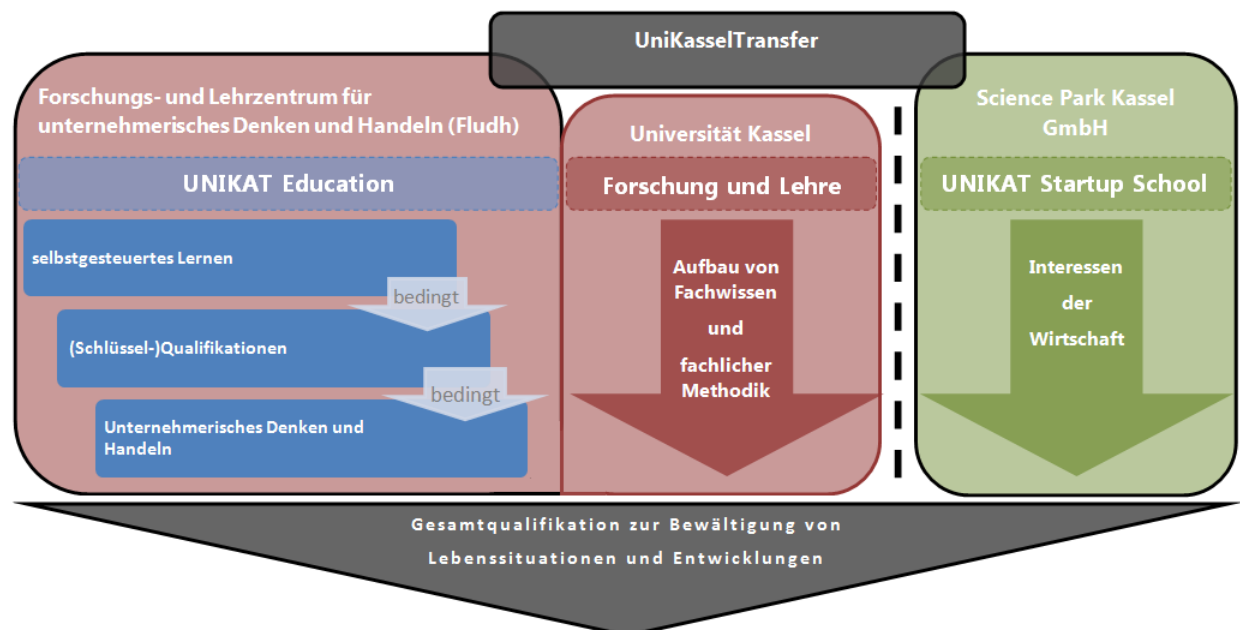 UniKasselTransfer
Forschungs- und Lehrzentrum für
unternehmerisches Denken und Handeln (Fludh)
UNIKAT Education
selbstgesteuertes Lernen
bedingt
(Schlüssel-)Qualifikationen
bedingt
Unternehmerisches Denken und
Handeln
Universität Kassel
Forschung und Lehre
Aufbau von
Fachwissen
und
fachlicher
Methodik
Science Park Kassel
GmbH
UNIKAT Startup School
Interessen
der
Wirtschaft
Gesamtqualifikation zur Bewältigung von
Lebenssituationen und Entwicklungen